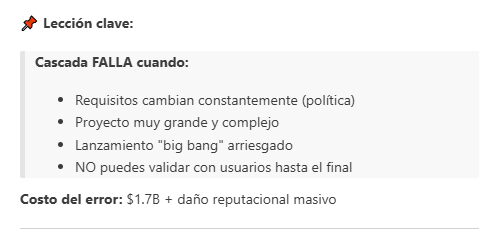 📌 Lección clave:
Cascada FALLA cuando:
• Requisitos cambian constantemente (política)
• Proyecto muy grande y complejo
• Lanzamiento "big bang" arriesgado
• NO puedes validar con usuarios hasta el final
Costo del error: $1.7B + daño reputacional masivo